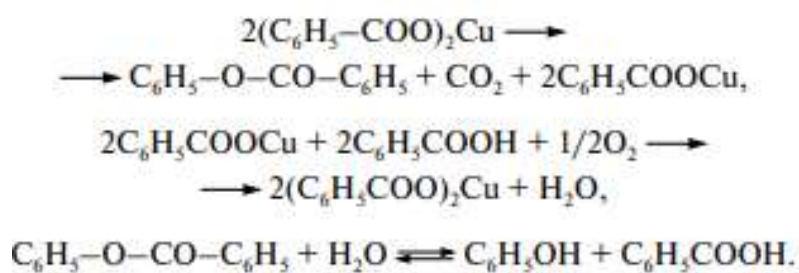 2(C₆H₅–COO)₂Cu ⟶
⟶ C₆H₅–O–CO–C₆H₅ + CO₂ + 2C₆H₅COOCu,
2C₆H₅COOCu + 2C₆H₅COOH + 1/2O₂ ⟶
⟶ 2(C₆H₅COO)₂Cu + H₂O,
C₆H₅–O–CO–C₆H₅ + H₂O ⇌ C₆H₅OH + C₆H₅COOH.